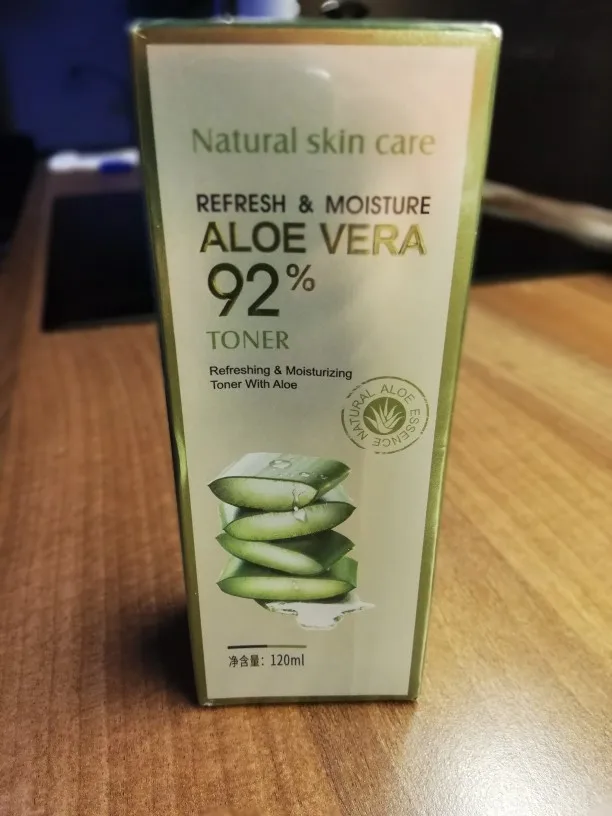 Natural skin care
REFRESH & MOISTURE
ALOE VERA
92%
TONER
Refreshing & Moisturizing
Toner With Aloe
NATURAL ALOE ESSENCE
净含量：120ml